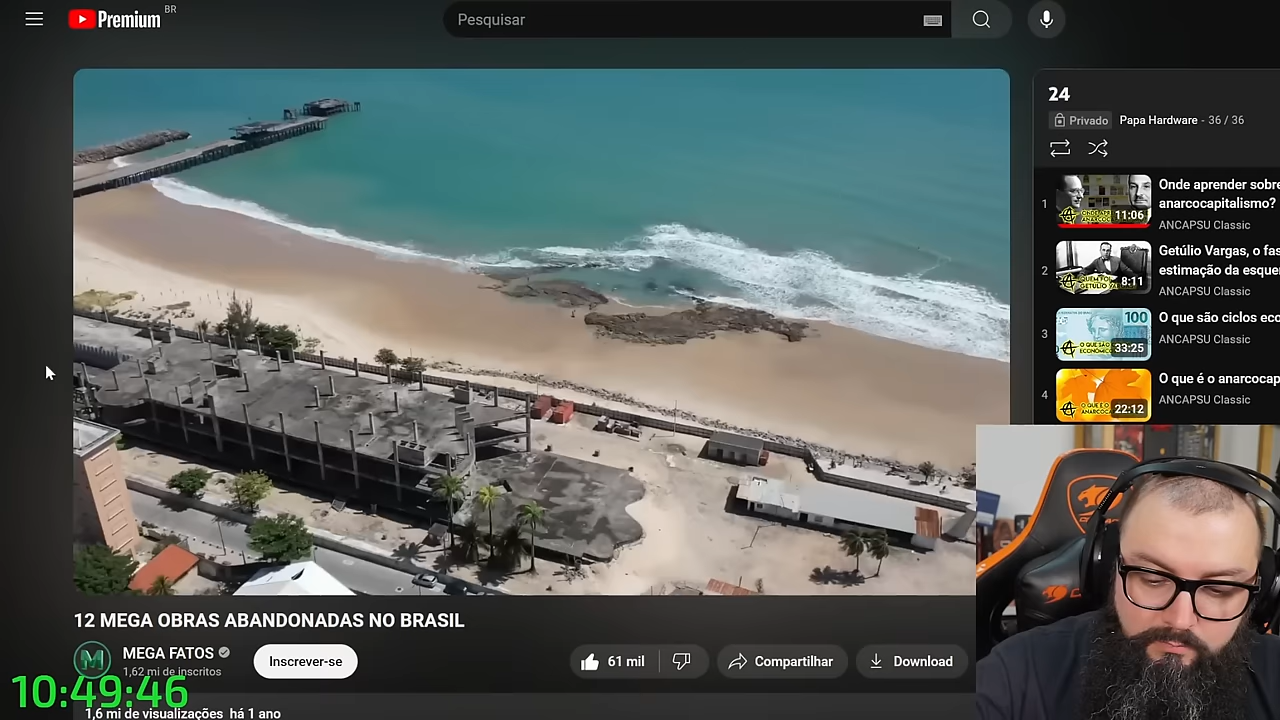 Premium BR
Pesquisar
24
Privado Papa Hardware - 36 / 36
1
11:06
Onde aprender sobre
anarcocapitalismo?
ANCAPSU Classic
2
8:11
Getúlio Vargas, o fas
estimação da esque
ANCAPSU Classic
3
100
33:25
O que são ciclos eco
ANCAPSU Classic
4
22:12
O que é o anarcocap
ANCAPSU Classic
12 MEGA OBRAS ABANDONADAS NO BRASIL
M
MEGA FATOS
1,62 mi de inscritos
Inscrever-se
61 mil
Compartilhar
Download
10:49:46
1,6 mi de visualizações há 1 ano